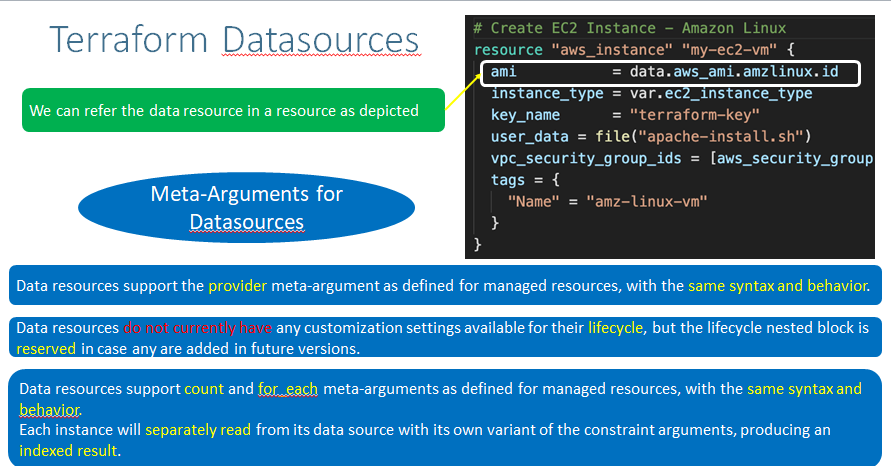 Terraform Datasources
We can refer the data resource in a resource as depicted
# Create EC2 Instance - Amazon Linux
resource "aws_instance" "my-ec2-vm" {
ami = data.aws_ami.amzlinux.id
instance_type = var.ec2_instance_type
key_name = "terraform-key"
user_data = file("apache-install.sh")
vpc_security_group_ids = [aws_security_group
tags = {
"Name" = "amz-linux-vm"
}
}
Meta-Arguments for
Datasources
Data resources support the provider meta-argument as defined for managed resources, with the same syntax and behavior.
Data resources do not currently have any customization settings available for their lifecycle, but the lifecycle nested block is
reserved in case any are added in future versions.
Data resources support count and for_each meta-arguments as defined for managed resources, with the same syntax and
behavior.
Each instance will separately read from its data source with its own variant of the constraint arguments, producing an
indexed result.